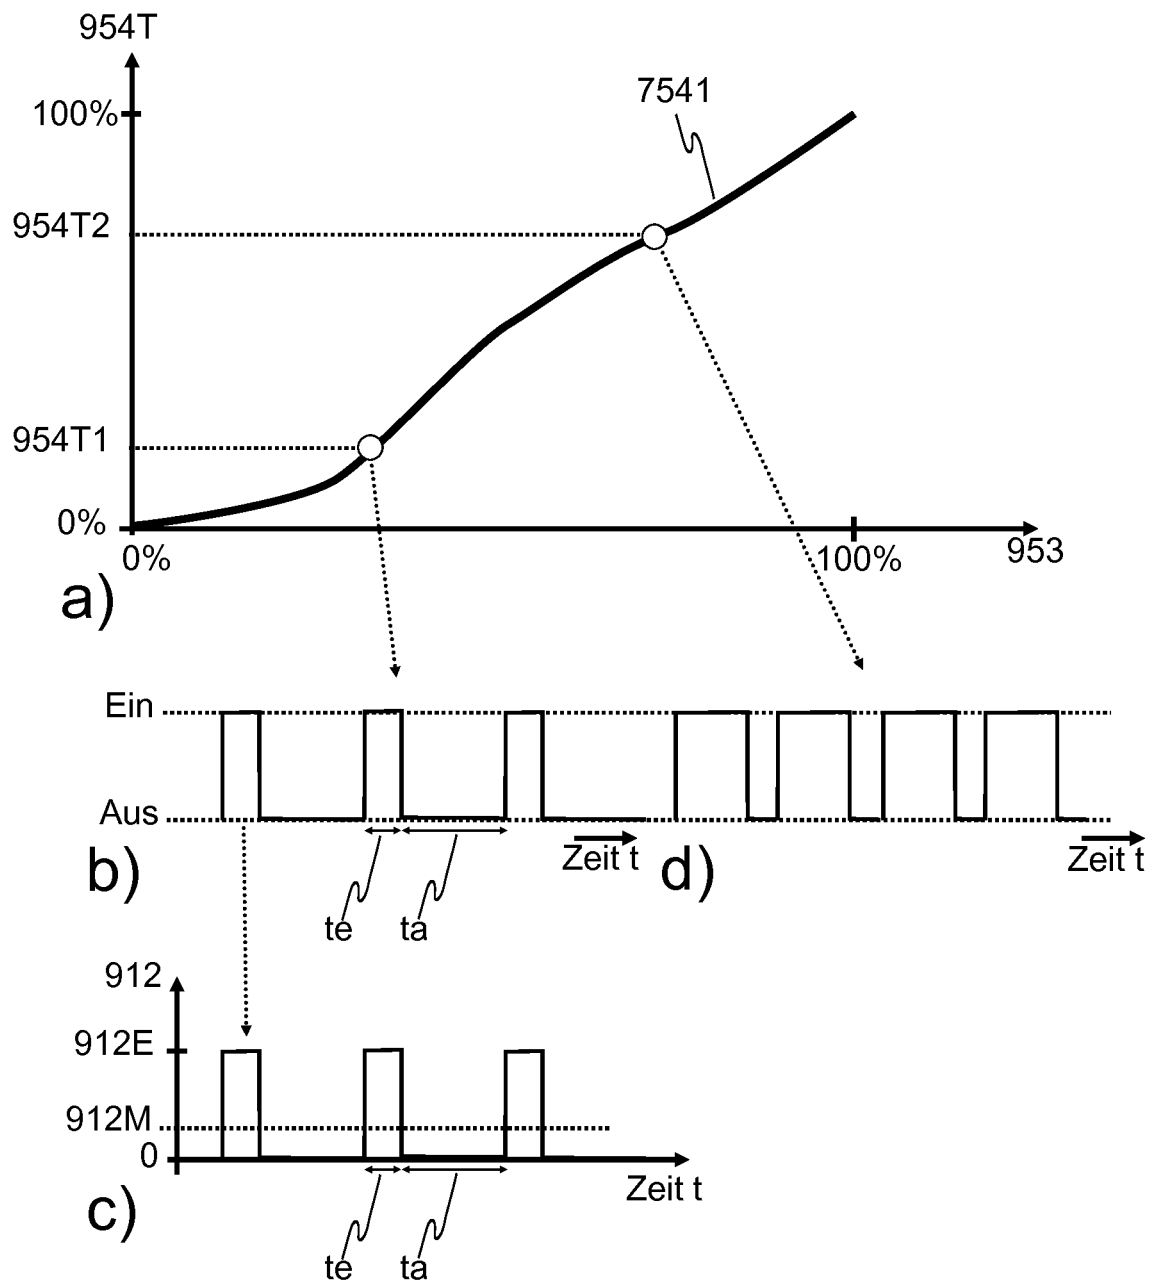 954T
100%
7541
954T2
954T1
0%
0%
100%
953
a)
Ein
Aus
Zeit t
Zeit t
b)
d)
te
ta
912
912E
912M
0
Zeit t
c)
te
ta